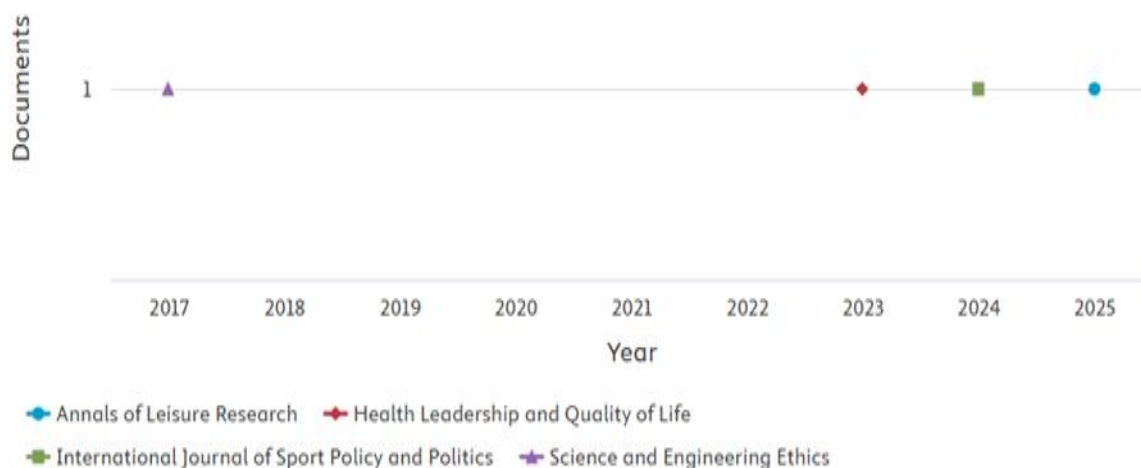 Documents
1
2017 2018 2019 2020 2021 2022 2023 2024 2025
Year
Annals of Leisure Research Health Leadership and Quality of Life
International Journal of Sport Policy and Politics Science and Engineering Ethics